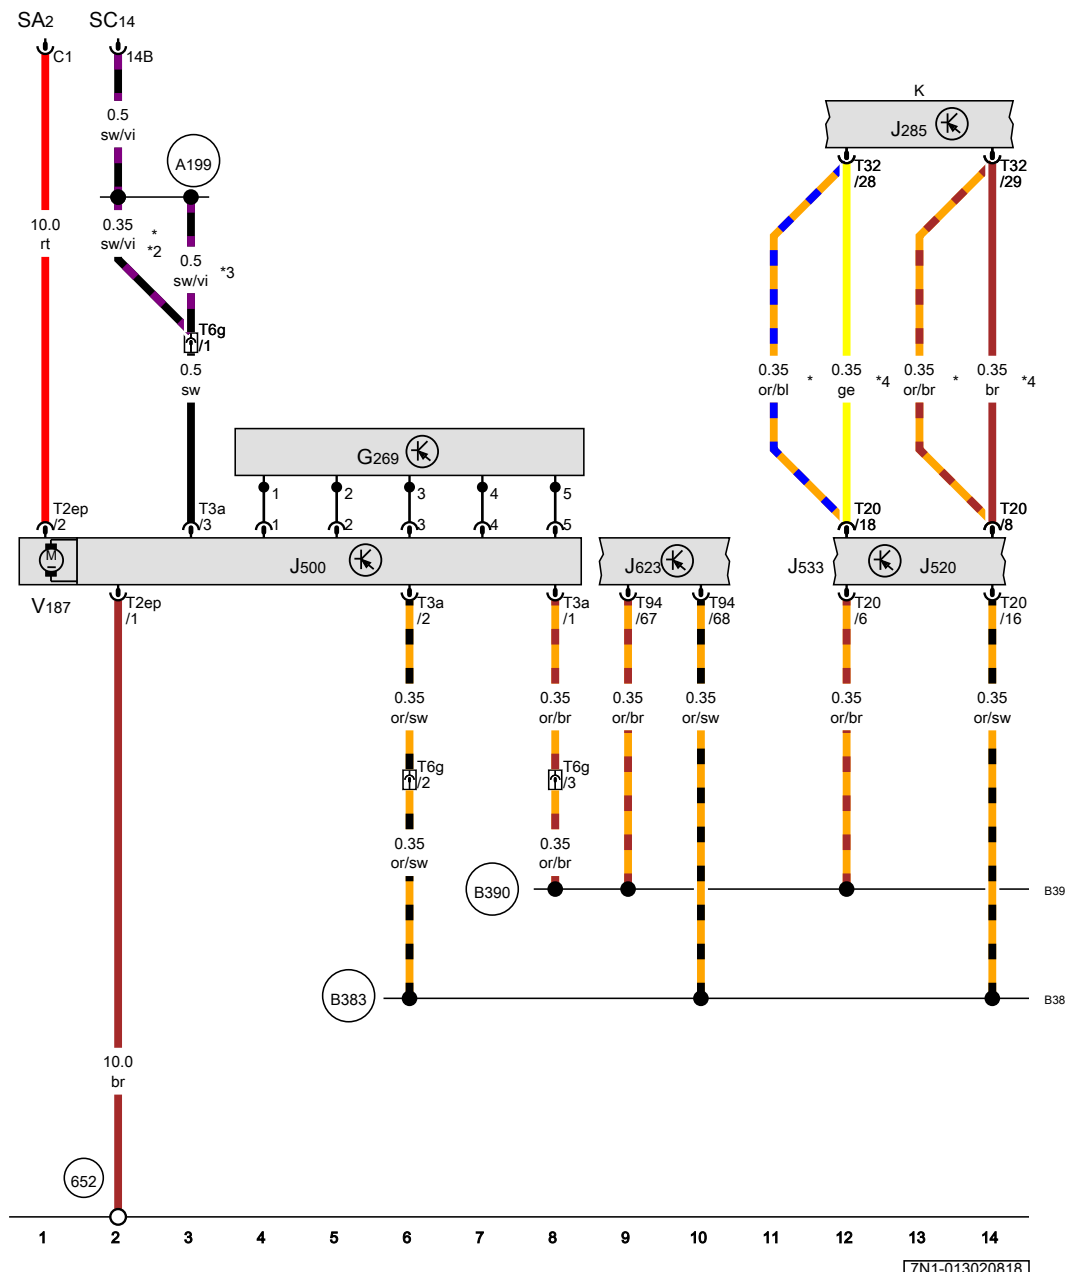 SA2 SC14
C1 14B
K
0.5
sw/vi
J285
A199
T32
/28
T32
/29
10.0
rt
0.35
sw/vi
*
*2
0.5
sw/vi
*3
T6g
/1
0.5
sw
0.35
or/bl
*
0.35
ge
*4
0.35
or/br
*
0.35
br
*4
G269
1 2 3 4 5
T2ep
/2
T3a
/3
1 2 3 4 5
T20
/18
T20
/8
M
J500
J623
J533
J520
V187
T2ep
/1
T3a
/2
T3a
/1
T94
/67
T94
/68
T20
/6
T20
/16
0.35
or/sw
0.35
or/br
0.35
or/br
0.35
or/sw
0.35
or/br
0.35
or/sw
T6g
/2
T6g
/3
0.35
or/sw
0.35
or/br
B390
B39
B383
B38
10.0
br
652
1 2 3 4 5 6 7 8 9 10 11 12 13 14
7N1-013020818